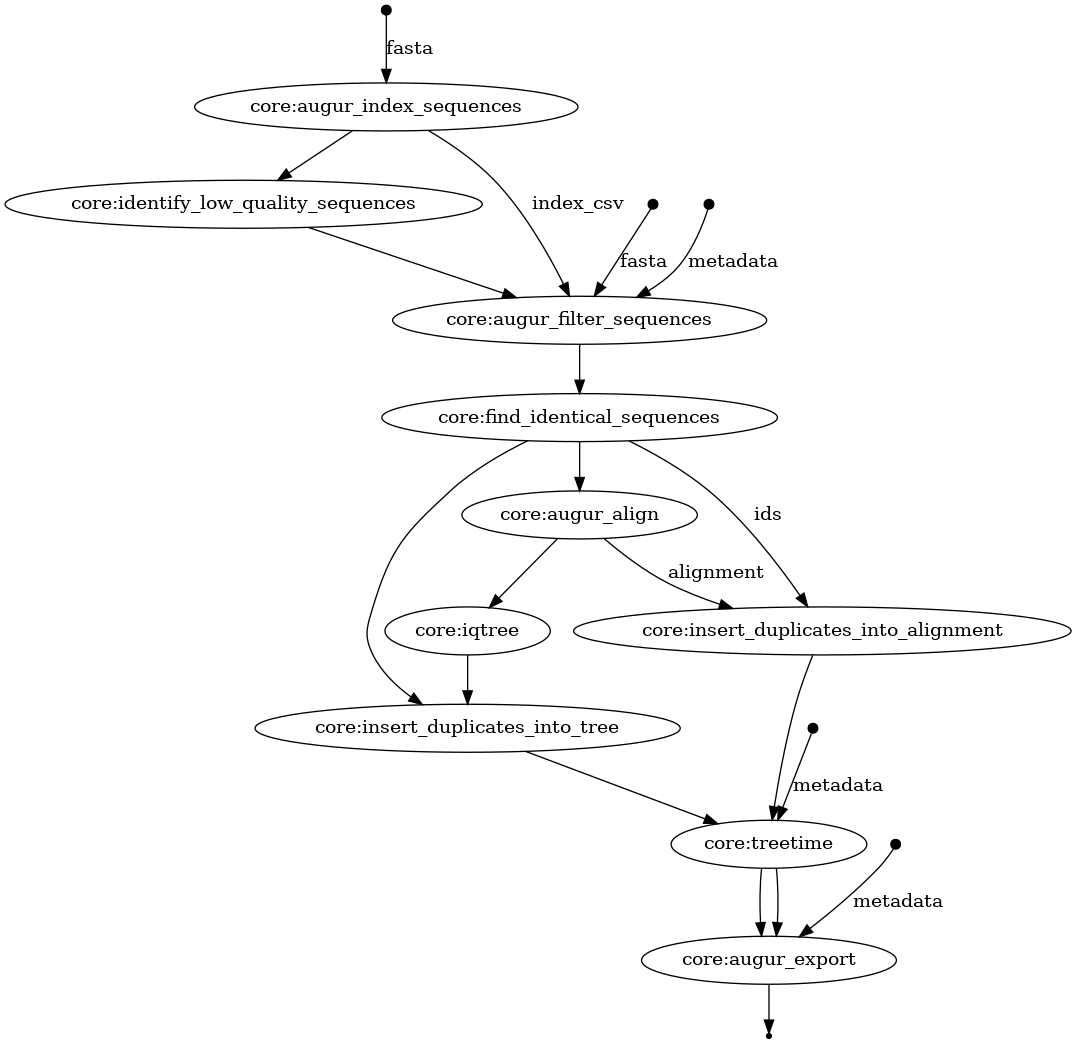 fasta
core:augur_index_sequences
core:identify_low_quality_sequences
index_csv
fasta
metadata
core:augur_filter_sequences
core:find_identical_sequences
core:augur_align
ids
alignment
core:iqtree
core:insert_duplicates_into_alignment
core:insert_duplicates_into_tree
metadata
core:treetime
metadata
core:augur_export